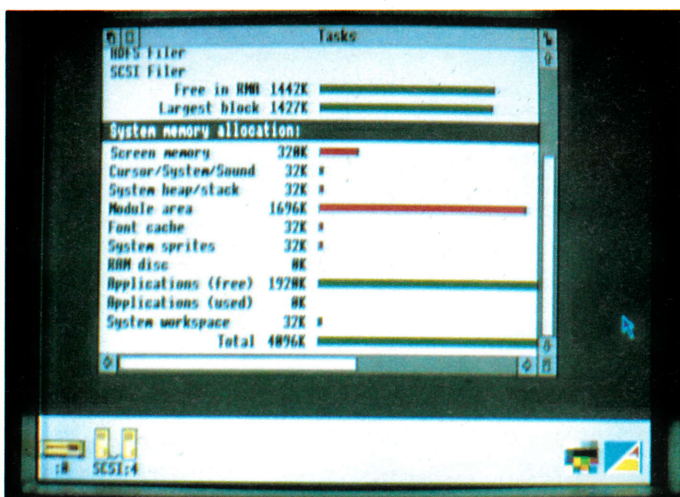 Tasks
ADFS Filer
SCSI Filer
Free in RMA 1442K
Largest block 1427K
System memory allocation:
Screen memory 320K
Cursor/System/Sound 32K
System heap/stack 32K
Module area 1696K
Font cache 32K
System sprites 32K
RAM disc 0K
Applications (free) 1920K
Applications (used) 0K
System workspace 32K
Total 4096K
:0 SCSI:4